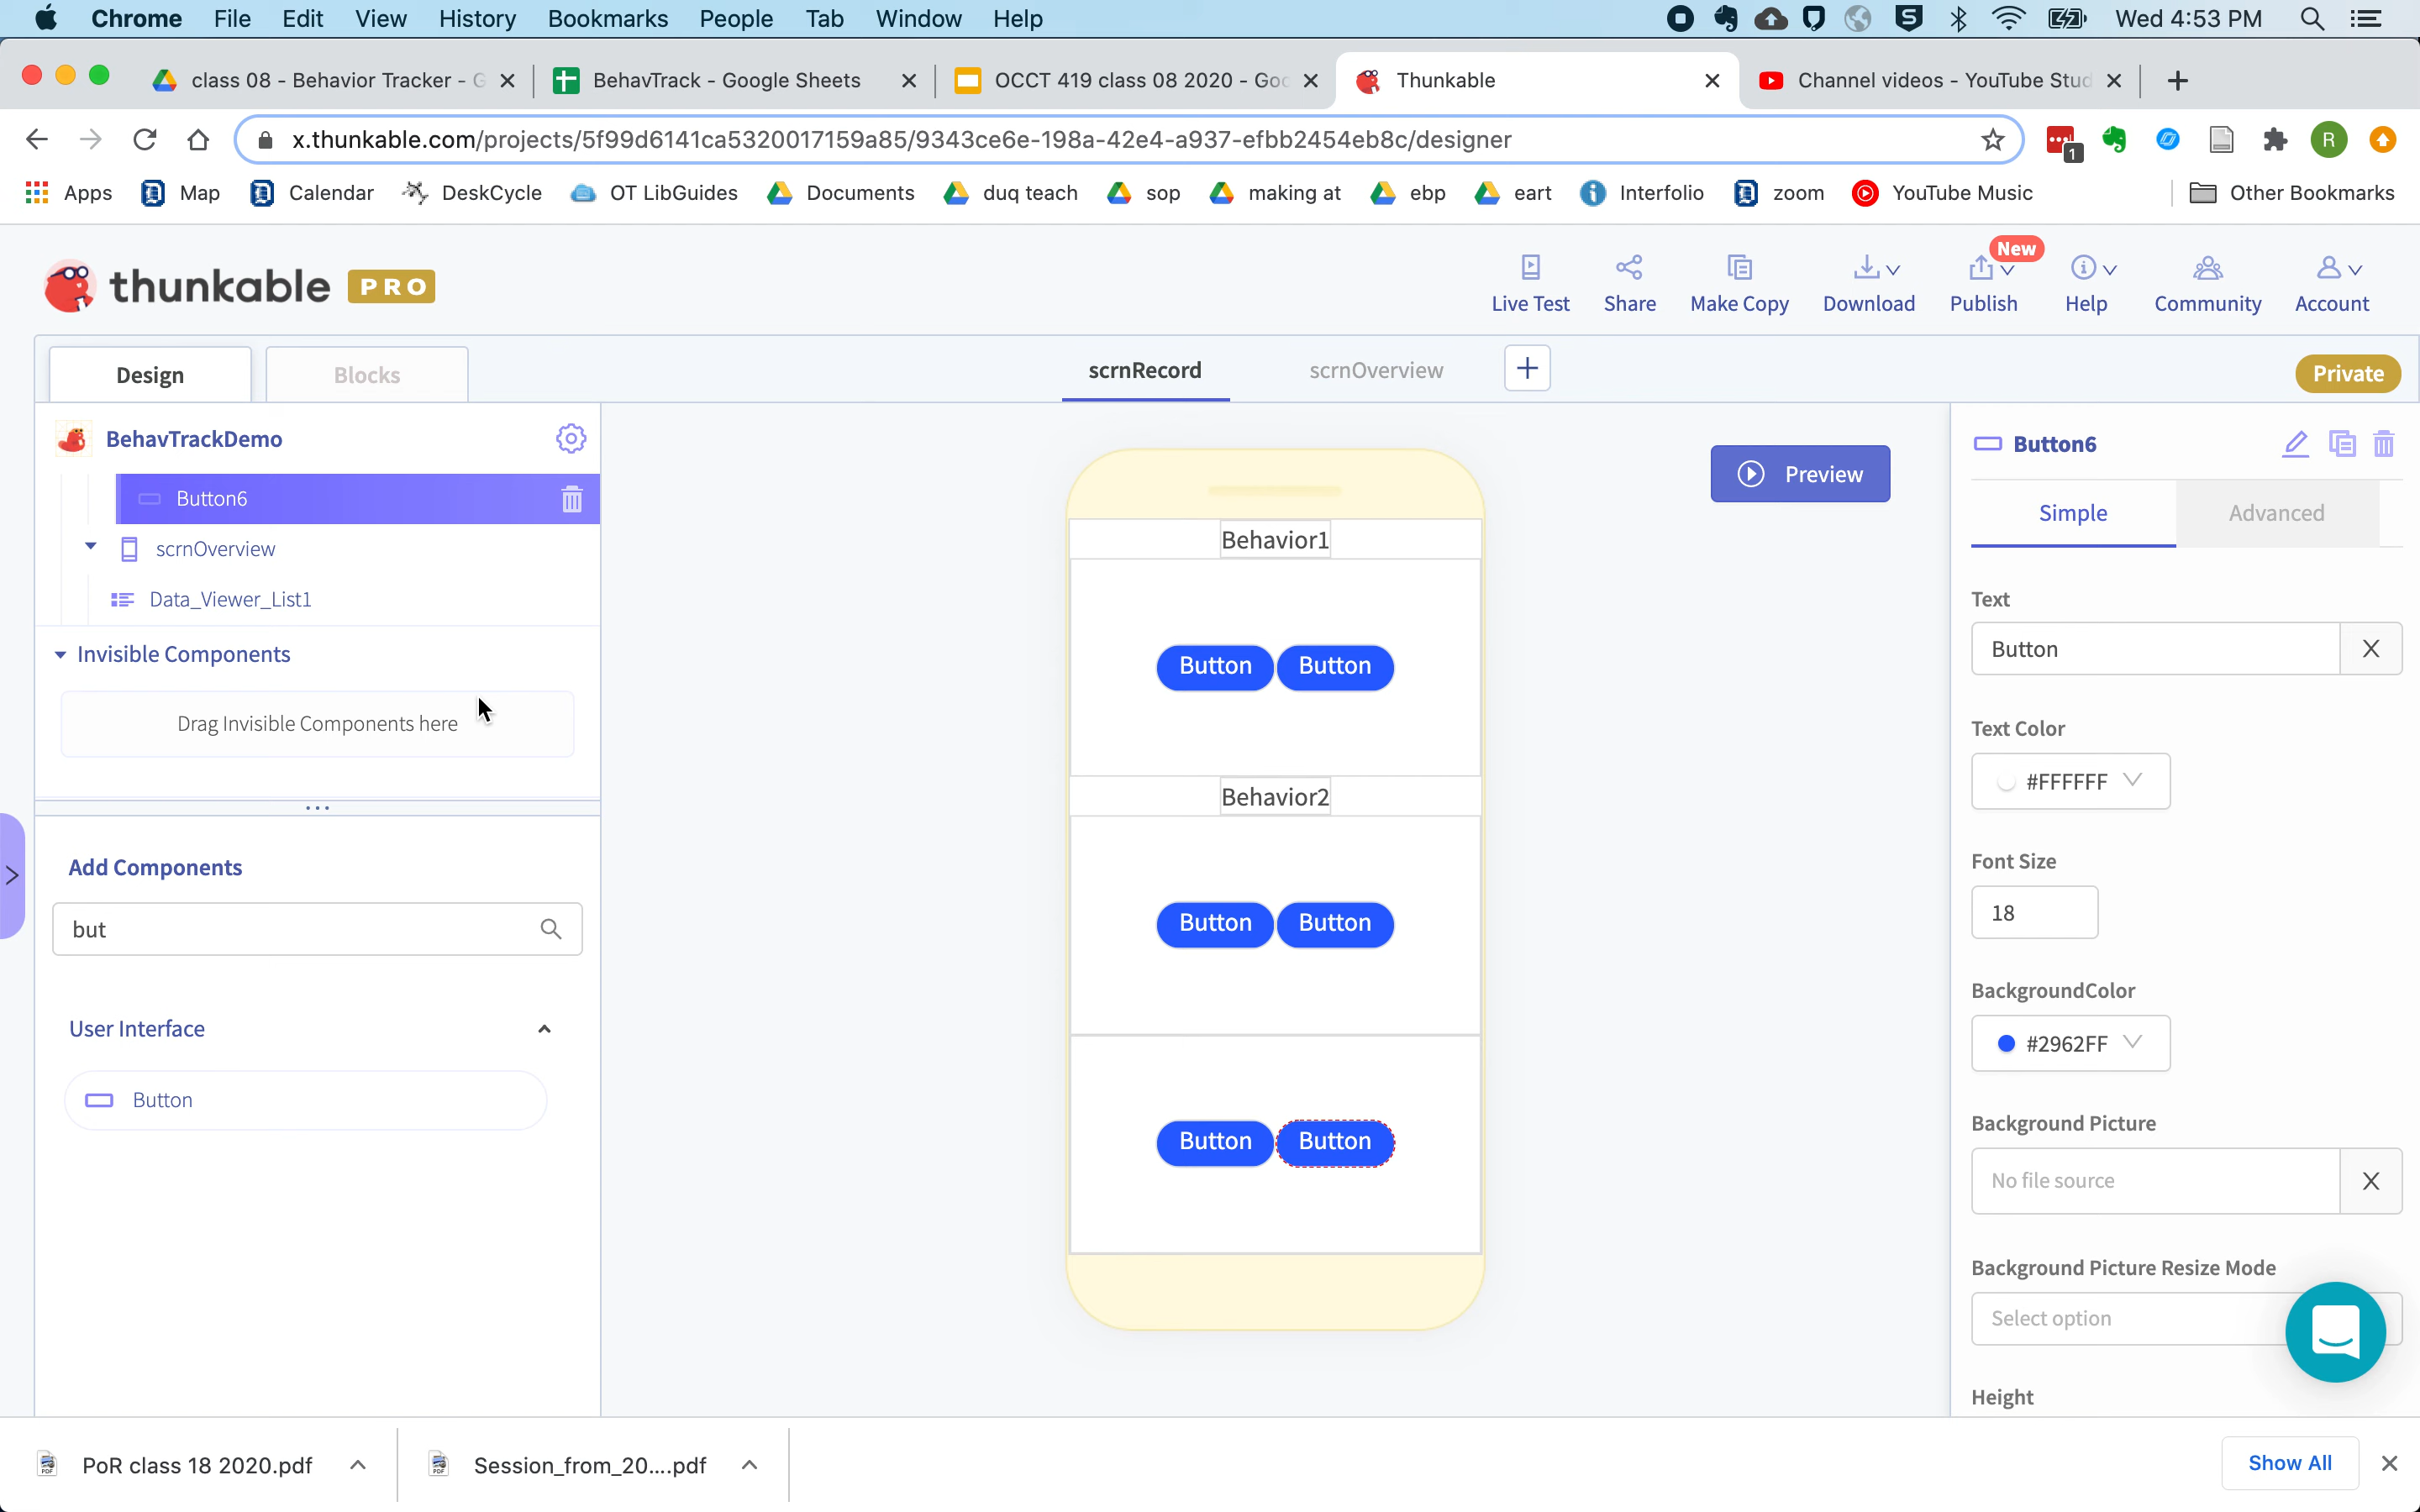 Chrome File Edit View History Bookmarks People Tab Window Help Wed 4:53 PM
class 08 - Behavior Tracker - G BehavTrack - Google Sheets OCCT 419 class 08 2020 - Goo Thunkable Channel videos - YouTube Stud
x.thunkable.com/projects/5f99d6141ca5320017159a85/9343ce6e-198a-42e4-a937-efbb2454eb8c/designer 1 R
Apps Map Calendar DeskCycle OT LibGuides Documents duq teach sop making at ebp eart Interfolio zoom YouTube Music Other Bookmarks
thunkable PRO
New
Live Test Share Make Copy Download Publish Help Community Account
Design Blocks scrnRecord scrnOverview + Private
BehavTrackDemo
Button6
scrnOverview
Data_Viewer_List1
Invisible Components
Drag Invisible Components here
Add Components
but
User Interface
Button
Behavior1
Button Button
Behavior2
Button Button
Button Button
Preview
Button6
Simple Advanced
Text
Button X
Text Color
#FFFFFF
Font Size
18
BackgroundColor
#2962FF
Background Picture
No file source X
Background Picture Resize Mode
Select option
Height
PoR class 18 2020.pdf Session_from_20....pdf Show All